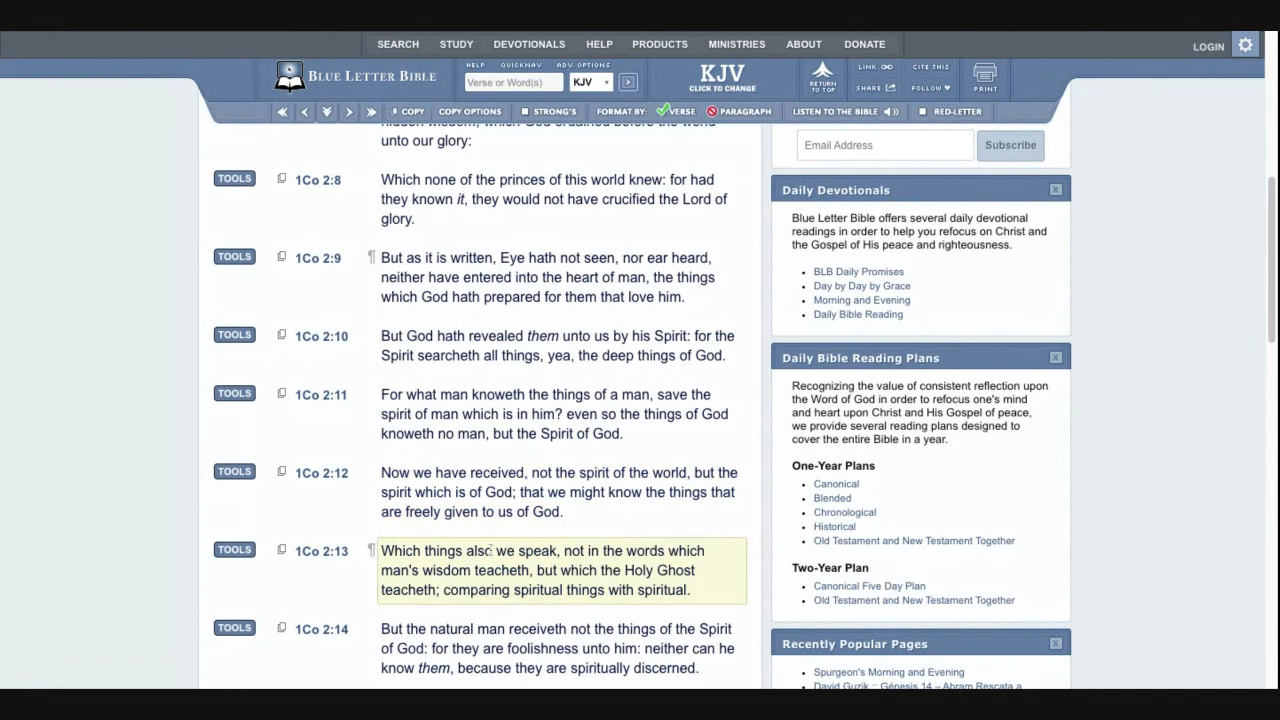 SEARCH STUDY DEVOTIONALS HELP PRODUCTS MINISTRIES ABOUT DONATE LOGIN
BLUE LETTER BIBLE
HELP QUICKNAV ADV. OPTIONS
Verse or Word(s) KJV
KJV
CLICK TO CHANGE
RETURN
TO TOP
LINK CITE THIS
SHARE FOLLOW
PRINT
COPY COPY OPTIONS STRONG'S FORMAT BY: VERSE PARAGRAPH LISTEN TO THE BIBLE RED-LETTER
hidden wisdom, which God ordained before the world
unto our glory:
TOOLS 1Co 2:8 Which none of the princes of this world knew: for had
they known it, they would not have crucified the Lord of
glory.
TOOLS 1Co 2:9 ¶ But as it is written, Eye hath not seen, nor ear heard,
neither have entered into the heart of man, the things
which God hath prepared for them that love him.
TOOLS 1Co 2:10 But God hath revealed them unto us by his Spirit: for the
Spirit searcheth all things, yea, the deep things of God.
TOOLS 1Co 2:11 For what man knoweth the things of a man, save the
spirit of man which is in him? even so the things of God
knoweth no man, but the Spirit of God.
TOOLS 1Co 2:12 Now we have received, not the spirit of the world, but the
spirit which is of God; that we might know the things that
are freely given to us of God.
TOOLS 1Co 2:13 ¶ Which things also we speak, not in the words which
man's wisdom teacheth, but which the Holy Ghost
teacheth; comparing spiritual things with spiritual.
TOOLS 1Co 2:14 But the natural man receiveth not the things of the Spirit
of God: for they are foolishness unto him: neither can he
know them, because they are spiritually discerned.
Email Address Subscribe
Daily Devotionals
Blue Letter Bible offers several daily devotional
readings in order to help you refocus on Christ and
the Gospel of His peace and righteousness.
• BLB Daily Promises
• Day by Day by Grace
• Morning and Evening
• Daily Bible Reading
Daily Bible Reading Plans
Recognizing the value of consistent reflection upon
the Word of God in order to refocus one's mind
and heart upon Christ and His Gospel of peace,
we provide several reading plans designed to
cover the entire Bible in a year.
One-Year Plans
• Canonical
• Blended
• Chronological
• Historical
• Old Testament and New Testament Together
Two-Year Plan
• Canonical Five Day Plan
• Old Testament and New Testament Together
Recently Popular Pages
• Spurgeon's Morning and Evening
• David Guzik :: Génesis 14 – Abram Rescata a